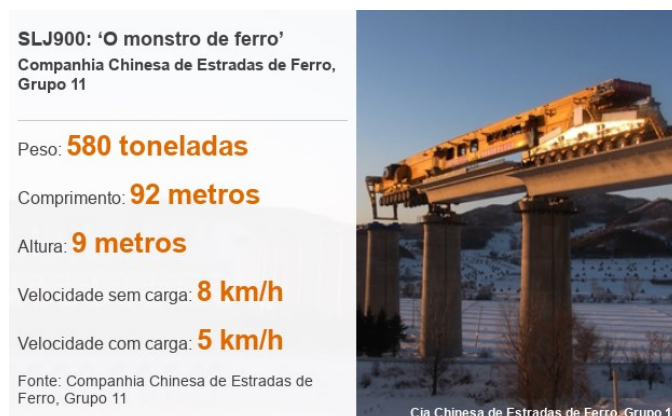 SLJ900: ‘O monstro de ferro’
Companhia Chinesa de Estradas de Ferro,
Grupo 11
Peso: 580 toneladas
Comprimento: 92 metros
Altura: 9 metros
Velocidade sem carga: 8 km/h
Velocidade com carga: 5 km/h
Fonte: Companhia Chinesa de Estradas de
Ferro, Grupo 11
Cia Chinesa de Estradas de Ferro, Grupo 1